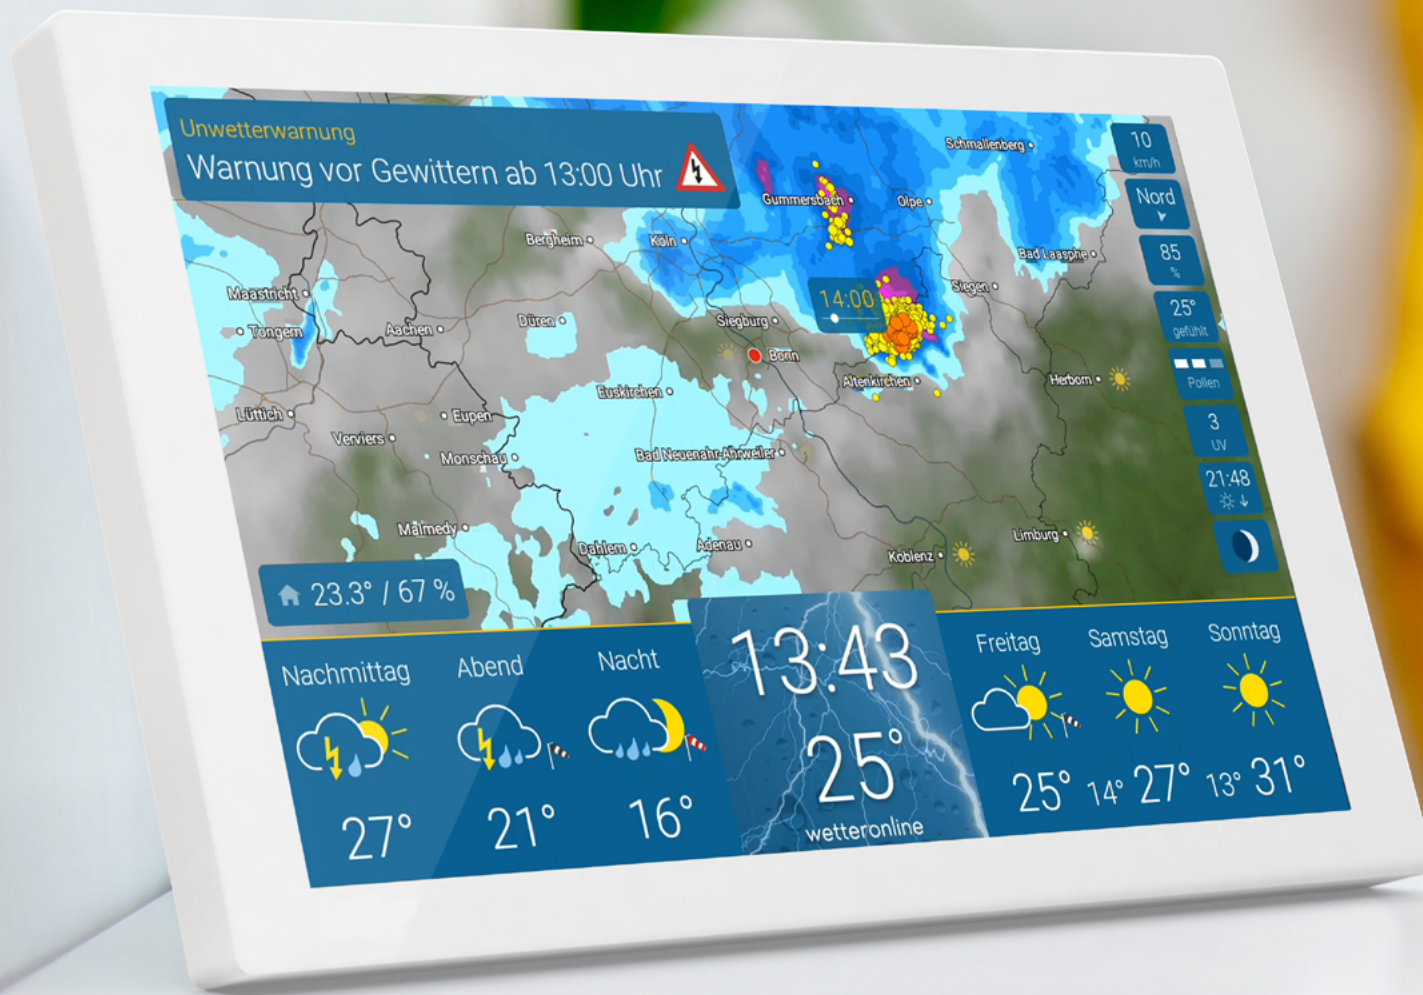 Unwetterwarnung
Warnung vor Gewittern ab 13:00 Uhr
10
km/h
Nord
85
%
25°
gefühlt
Pollen
3
UV
21:48
Schmallenberg
Gummersbach
Olpe
Bergheim
Köln
Bad Laasphe
Maastricht
14:00
Siegen
Tongern
Aachen
Düren
Siegburg
Bonn
Euskirchen
Altenkirchen
Herborn
Lüttich
Eupen
Verviers
Monschau
Bad Neuenahr-Ahrweiler
Malmedy
Dahlem
Adenau
Koblenz
Limburg
23.3° / 67 %
Nachmittag
Abend
Nacht
27°
21°
16°
13:43
25°
wetteronline
Freitag
Samstag
Sonntag
25°
14° 27°
13° 31°